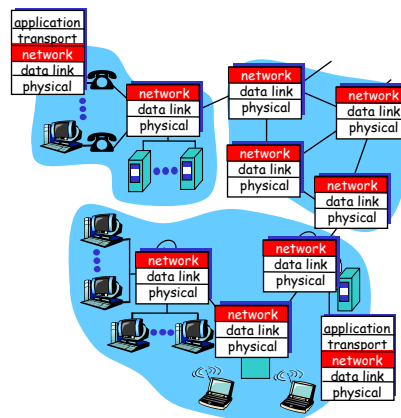 application
transport
network
data link
physical
network
data link
physical
network
data link
physical
network
data link
physical
network
data link
physical
network
data link
physical
network
data link
physical
network
data link
physical
network
data link
physical
application
transport
network
data link
physical